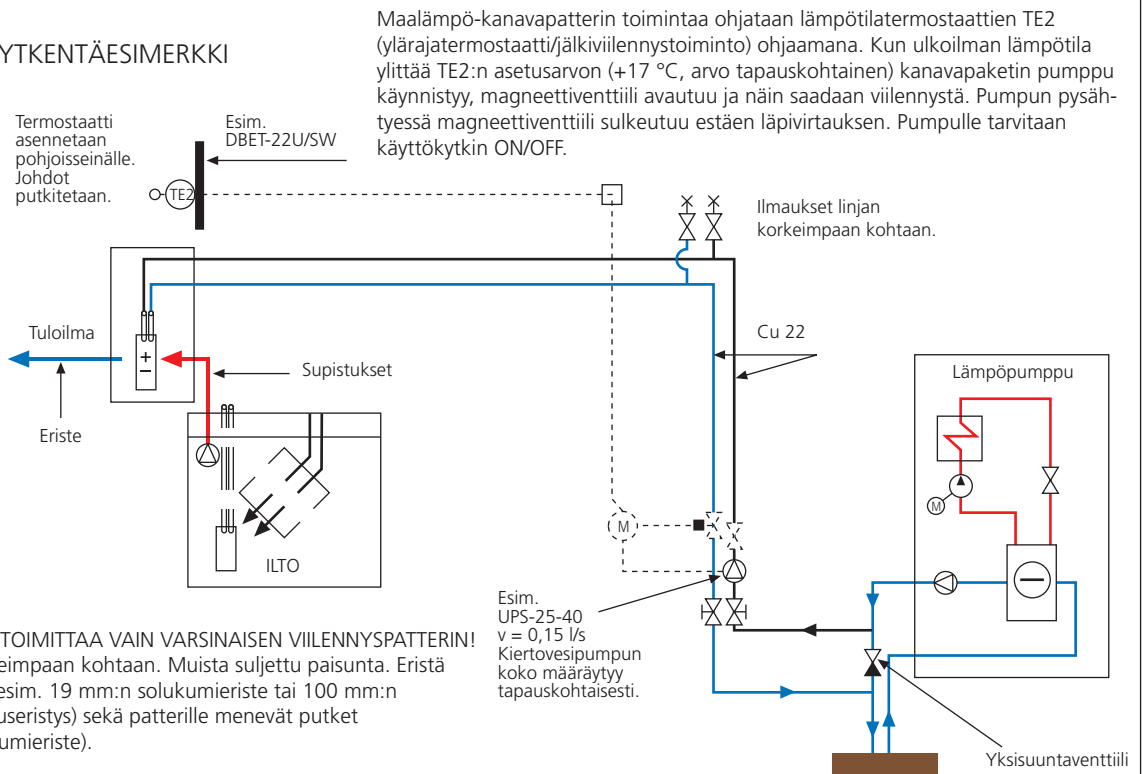 Maalämpö-kanavapatterin toimintaa ohjataan lämpötilatermostaattien TE2
(ylärajatermostaatti/jälkiviilennystoiminto) ohjaamana. Kun ulkoilman lämpötila
ylittää TE2:n asetusarvon (+17 °C, arvo tapauskohtainen) kanavapaketin pumppu
käynnistyy, magneettiventtiili avautuu ja näin saadaan viilennystä. Pumpun pysäh-
tyessä magneettiventtiili sulkeutuu estäen läpivirtauksen. Pumpulle tarvitaan
käyttökytkin ON/OFF.
YTKENTÄESIMERKKI
Termostaatti
asennetaan
pohjoisseinälle.
Johdot
putkitetaan.
Esim.
DBET-22U/SW
TE2
Ilmaukset linjan
korkeimpaan kohtaan.
Tuloilma
+
−
Eriste
Supistukset
ILTO
Cu 22
Lämpöpumppu
M
M
Esim.
UPS-25-40
v = 0,15 l/s
Kiertovesipumpun
koko määräytyy
tapauskohtaisesti.
TOIMITTAA VAIN VARSINAISEN VIILENNYSPATTERIN!
eimpaan kohtaan. Muista suljettu paisunta. Eristä
esim. 19 mm:n solukumieriste tai 100 mm:n
useristys) sekä patterille menevät putket
umieriste).
Yksisuuntaventtiili